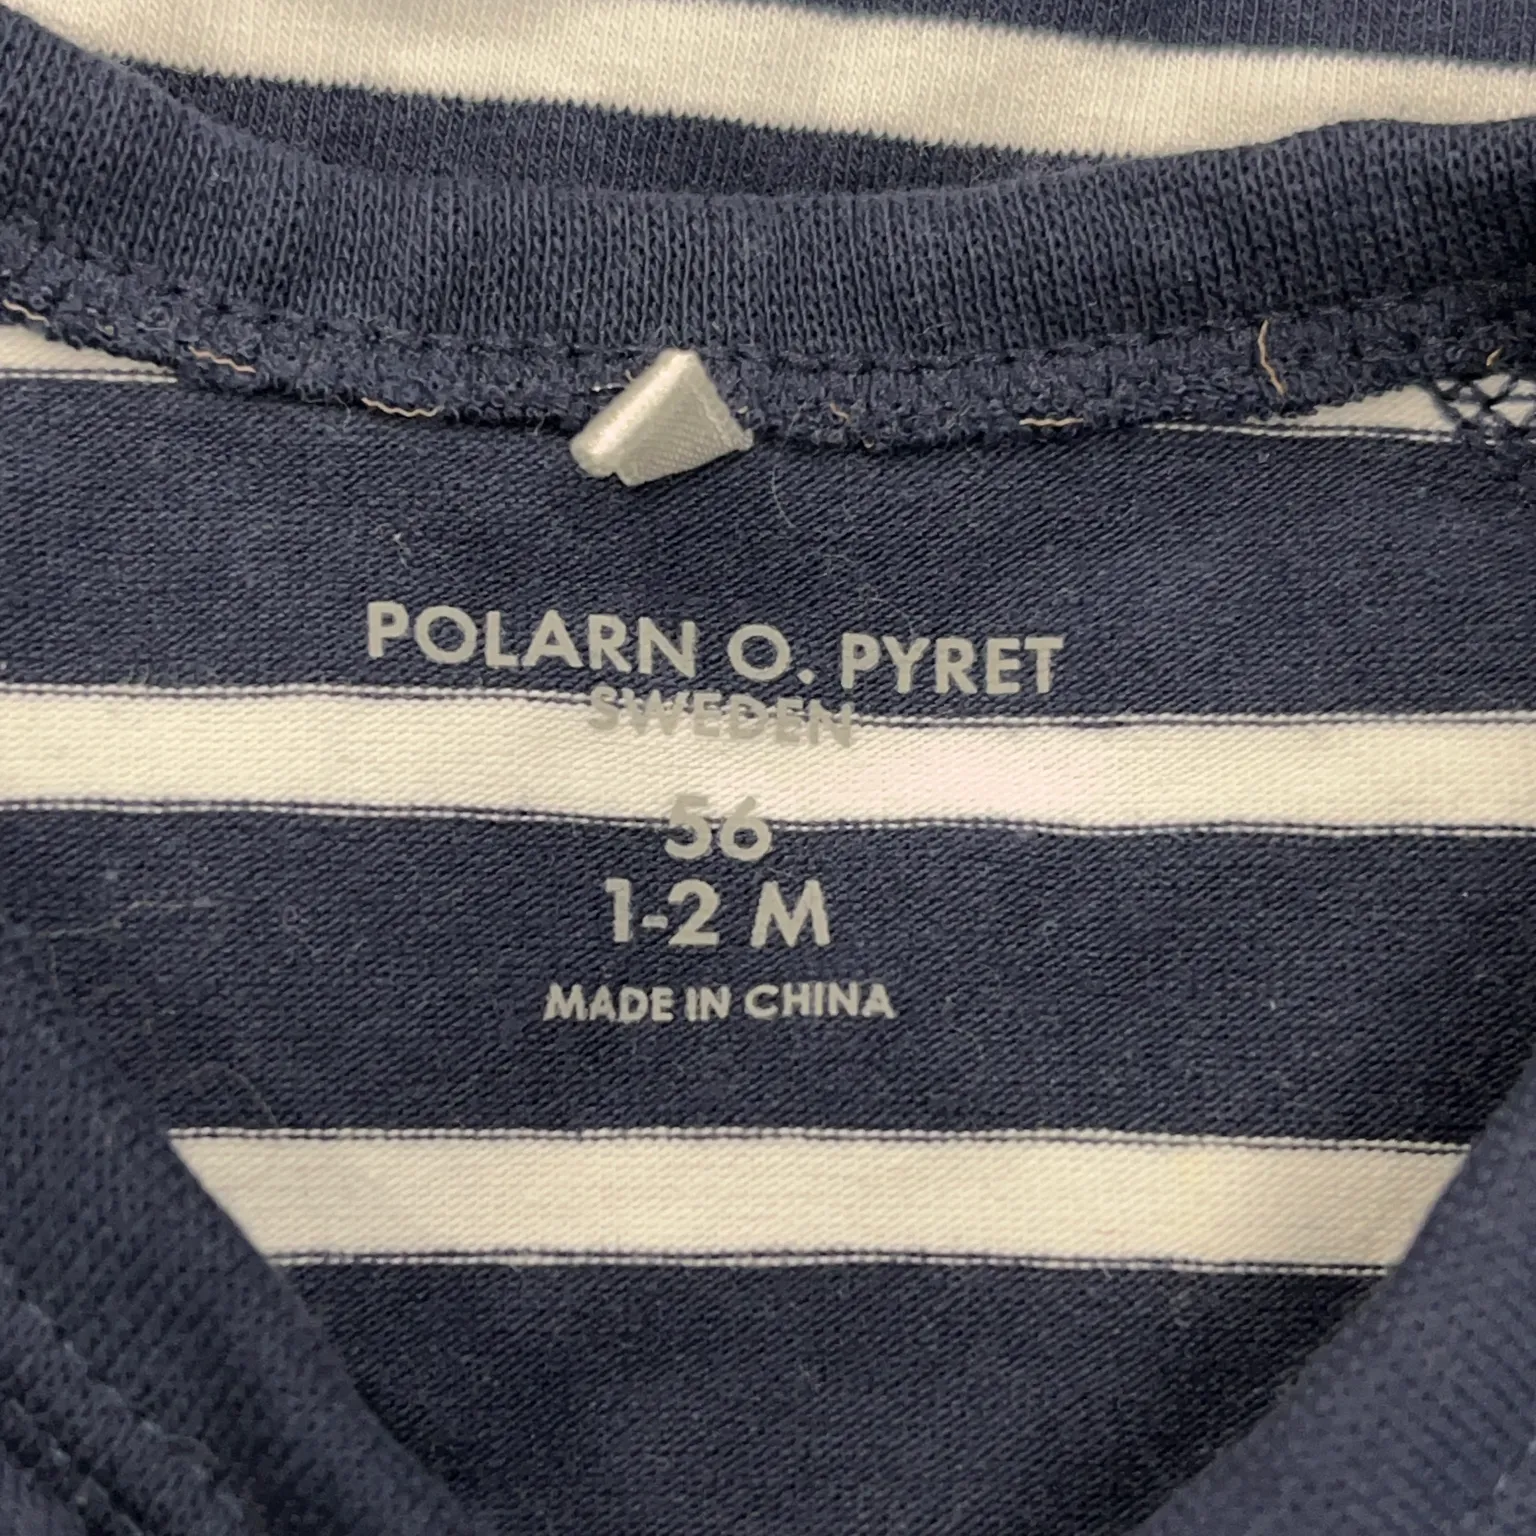 POLARN O. PYRET
SWEDEN
56
1-2 M
MADE IN CHINA